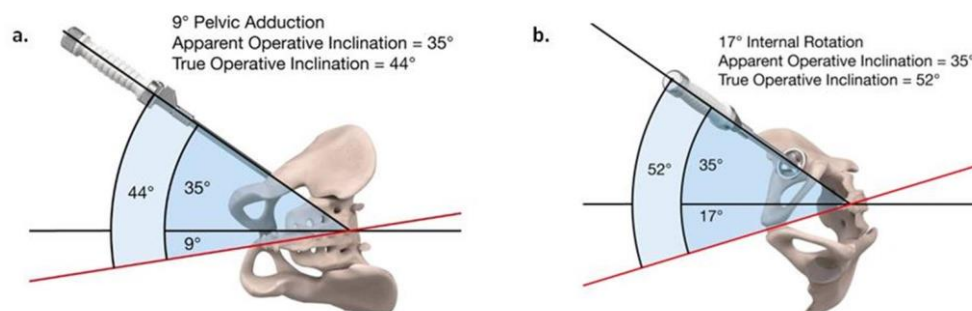 a.
9° Pelvic Adduction
Apparent Operative Inclination = 35°
True Operative Inclination = 44°
44°
35°
9°
b.
17° Internal Rotation
Apparent Operative Inclination = 35°
True Operative Inclination = 52°
52°
35°
17°